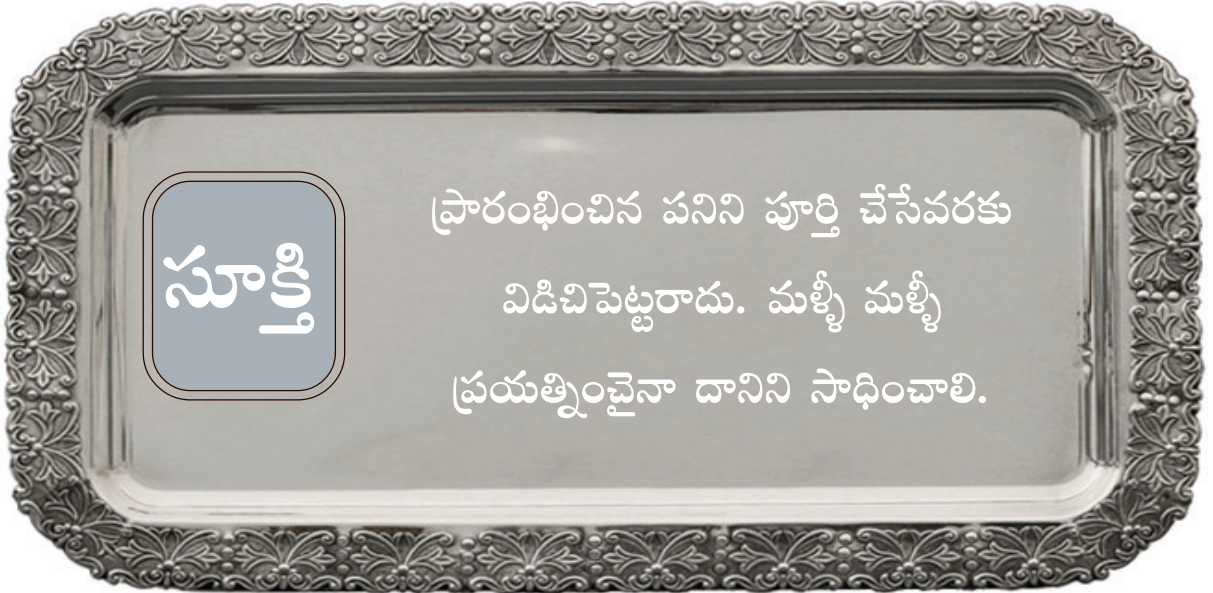 సూక్తి
ప్రారంభించిన పనిని పూర్తి చేసేవరకు
విడిచిపెట్టరాదు. మళ్ళీ మళ్ళీ
ప్రయత్నించైనా దానిని సాధించాలి.